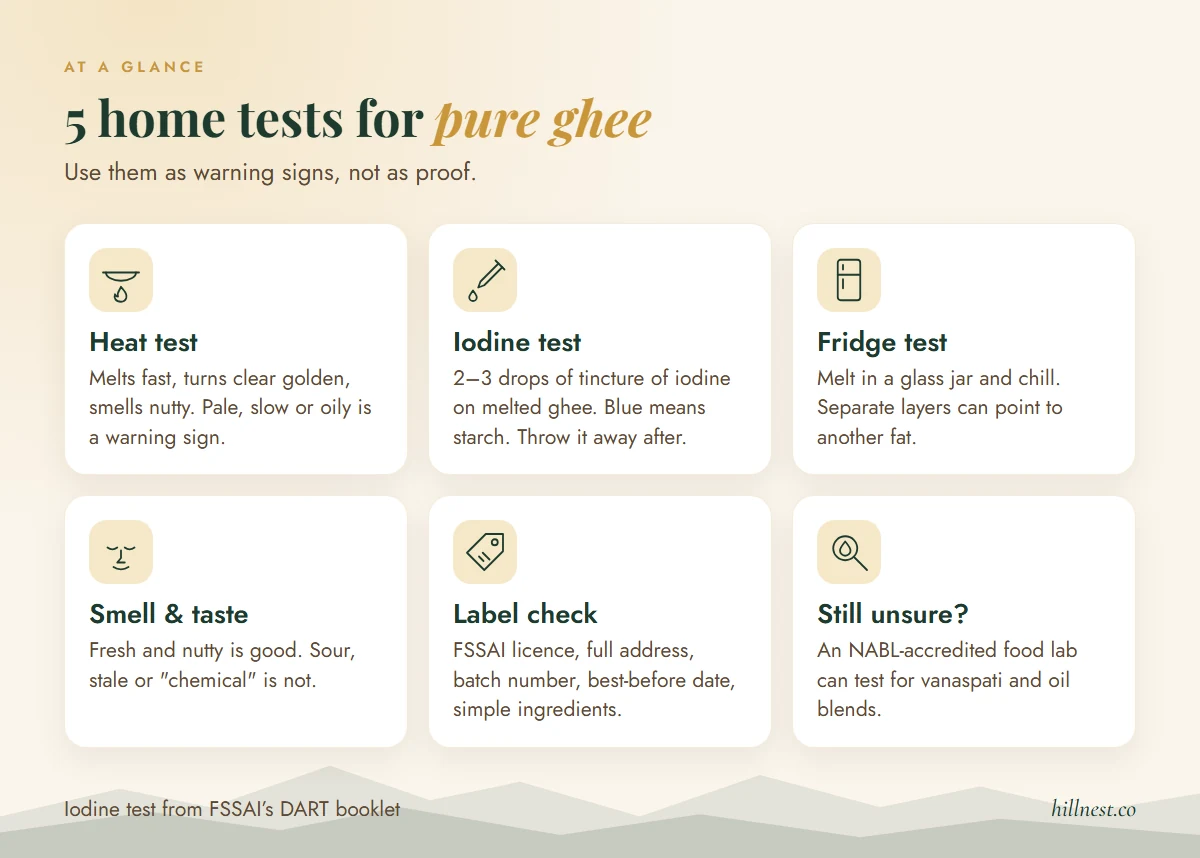 AT A GLANCE
5 home tests for pure ghee
Use them as warning signs, not as proof.
Heat test
Melts fast, turns clear golden,
smells nutty. Pale, slow or oily is
a warning sign.
Iodine test
2–3 drops of tincture of iodine
on melted ghee. Blue means
starch. Throw it away after.
Fridge test
Melt in a glass jar and chill.
Separate layers can point to
another fat.
Smell & taste
Fresh and nutty is good. Sour,
stale or "chemical" is not.
Label check
FSSAI licence, full address,
batch number, best-before date,
simple ingredients.
Still unsure?
An NABL-accredited food lab
can test for vanaspati and oil
blends.
Iodine test from FSSAI’s DART booklet
hillnest.co